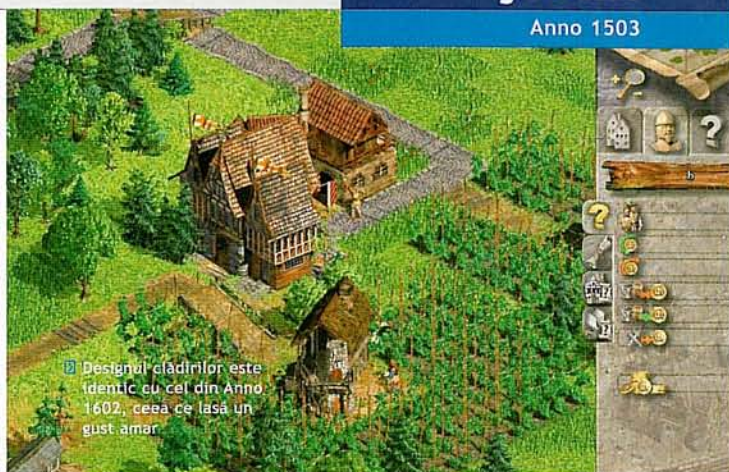 Anno 1503
Designul clădirilor este
identic cu cel din Anno
1602, ceea ce lasă un
gust amar